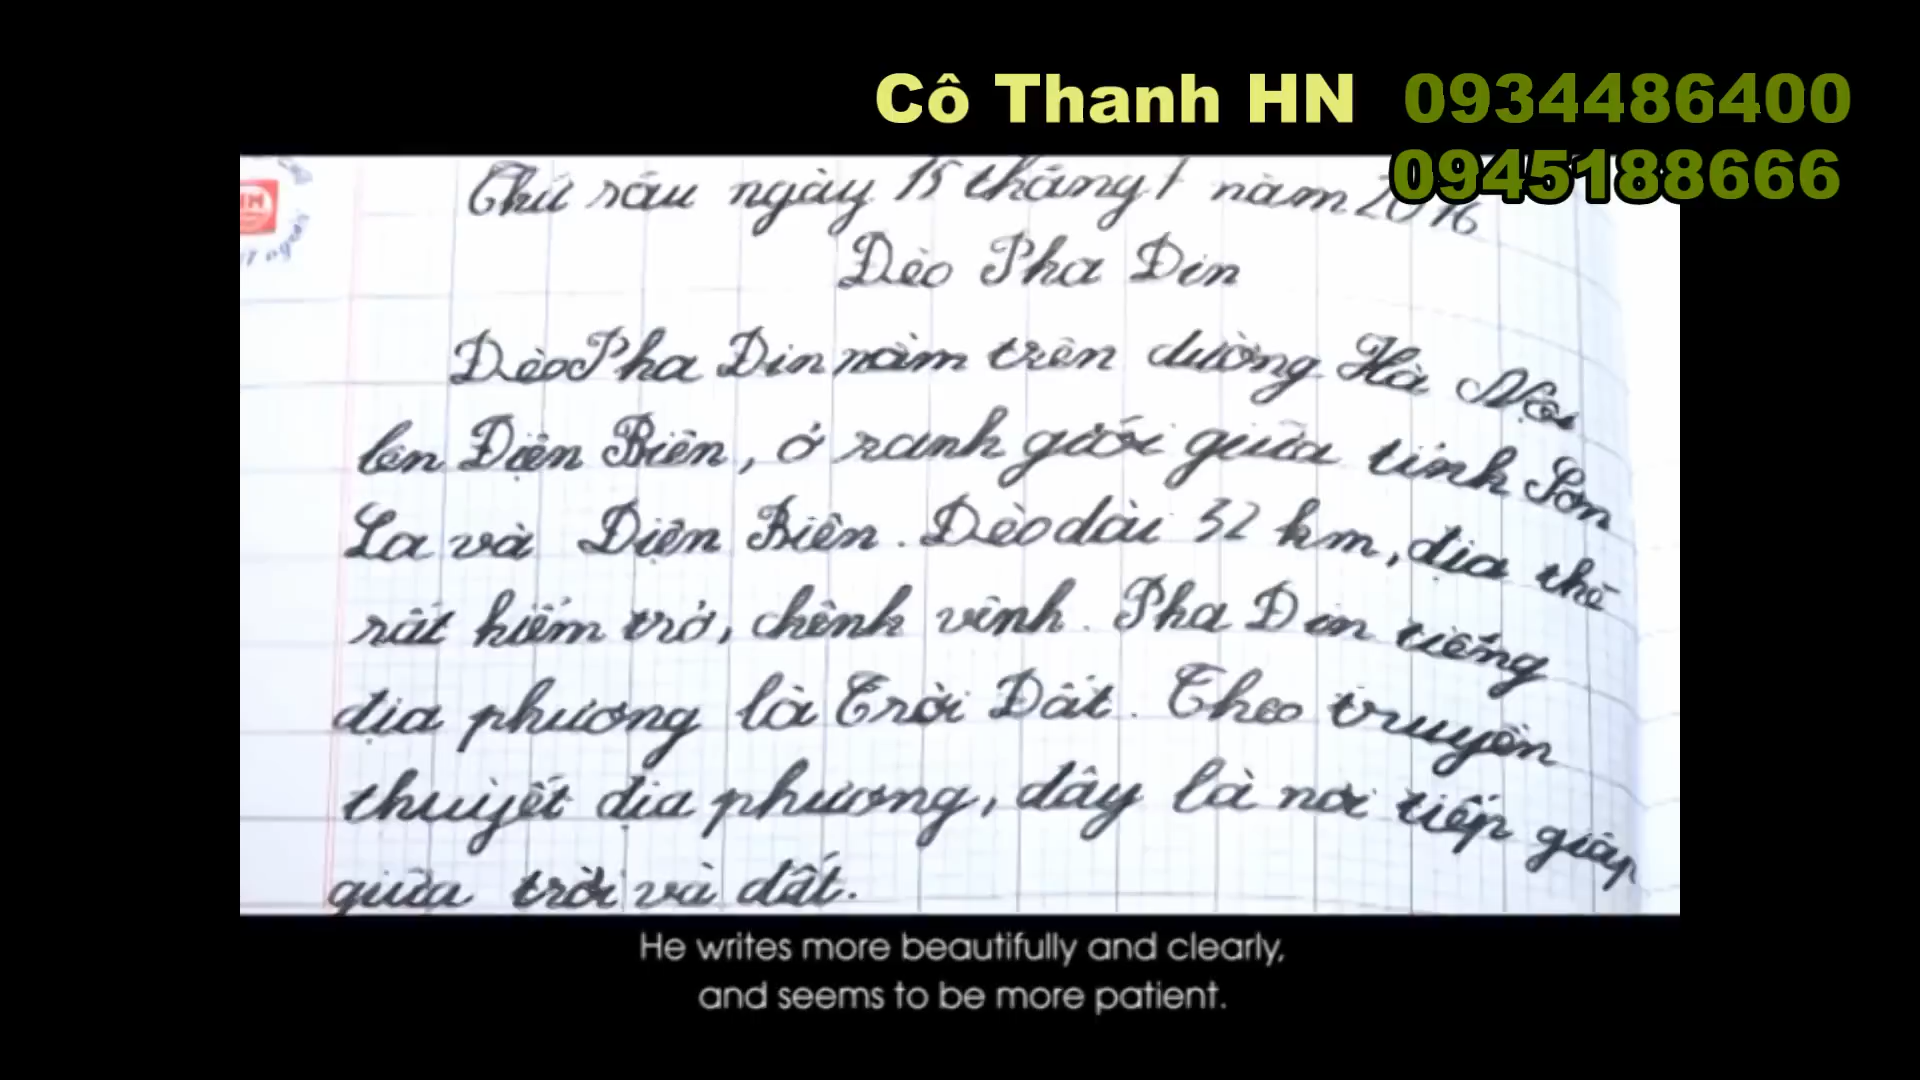 Cô Thanh HN 0934486400
0945188666
Thứ sáu ngày 15 tháng 1 năm 2016
Đèo Pha Đin
Đèo Pha Đin nằm trên đường Hà Nội
lên Điện Biên, ở ranh giới giữa tỉnh Sơn
La và Điện Biên. Đèo dài 32 km, địa thế
rất hiểm trở, chênh vênh. Pha Đin tiếng
địa phương là Trời Đất. Theo truyền
thuyết địa phương, đây là nơi tiếp giáp
giữa trời và đất.
He writes more beautifully and clearly,
and seems to be more patient.